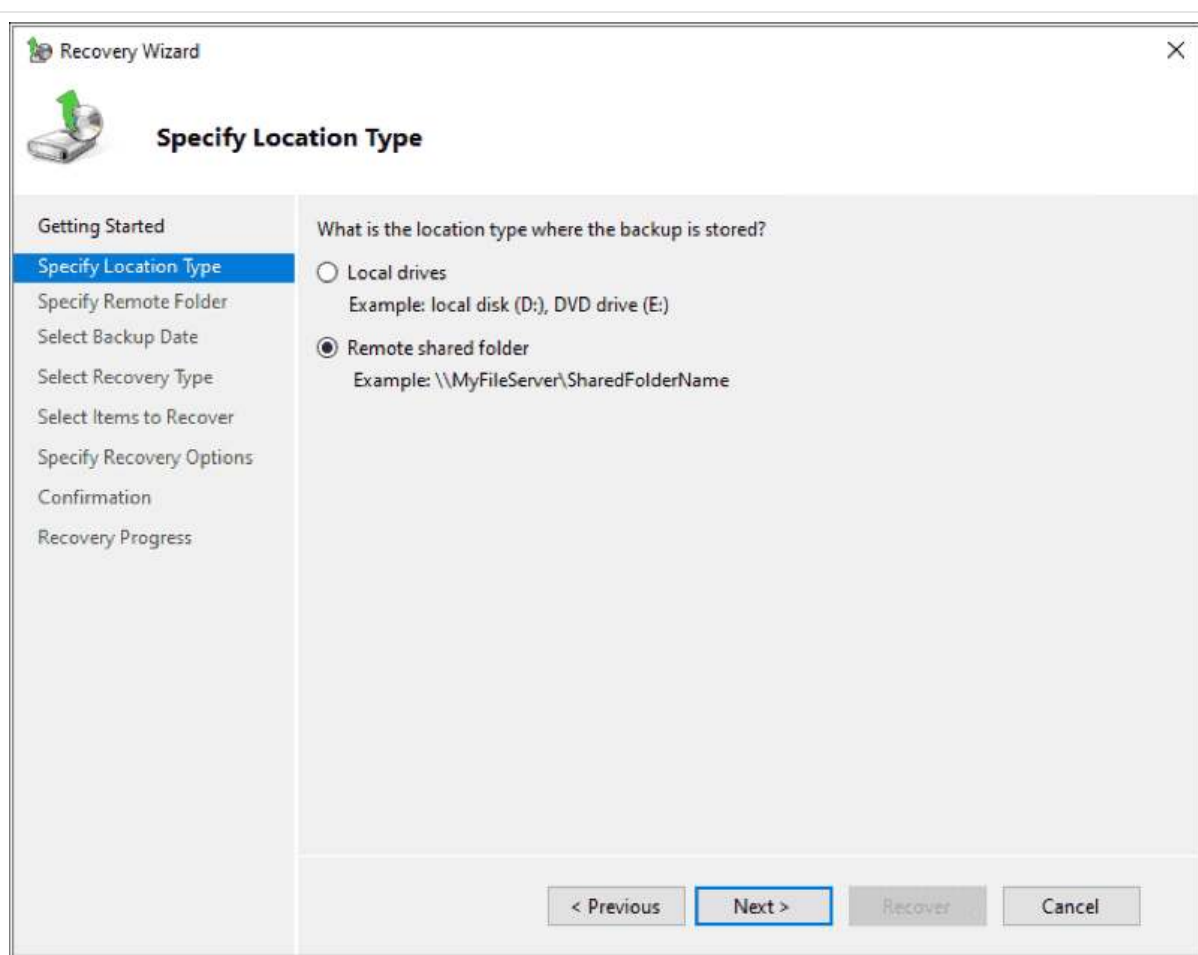 Recovery Wizard
Specify Location Type
Getting Started
Specify Location Type
Specify Remote Folder
Select Backup Date
Select Recovery Type
Select Items to Recover
Specify Recovery Options
Confirmation
Recovery Progress
What is the location type where the backup is stored?
Local drives
Example: local disk (D:), DVD drive (E:)
Remote shared folder
Example: \\MyFileServer\SharedFolderName
< Previous
Next >
Recover
Cancel